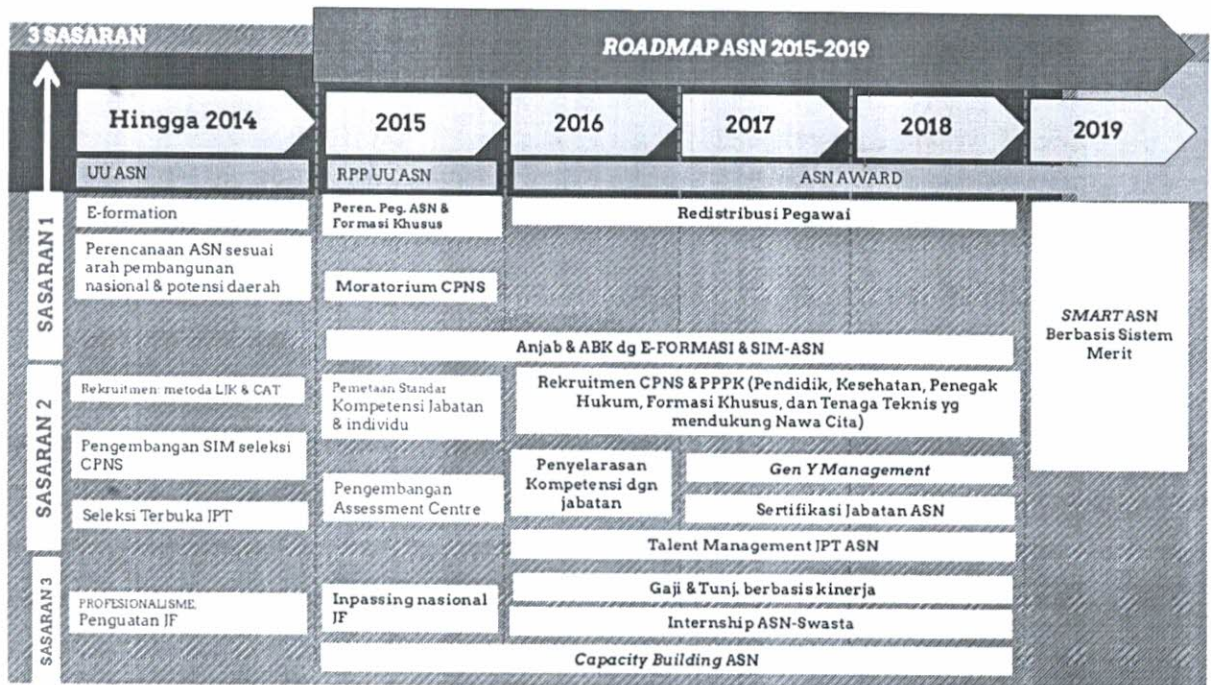 3 SASARAN
ROADMAP ASN 2015-2019
Hingga 2014
2015
2016
2017
2018
2019
UU ASN
RPP UU ASN
ASN AWARD
SASARAN 1
E-formation
Perencanaan ASN sesuai
arah pembangunan
nasional & potensi daerah
Peren. Peg. ASN &
Formasi Khusus
Moratorium CPNS
Redistribusi Pegawai
Anjab & ABK dg E-FORMASI & SIM-ASN
SMART ASN
Berbasis Sistem
Merit
SASARAN 2
Rekruitmen: metoda LJK & CAT
Pengembangan SIM seleksi
CPNS
Seleksi Terbuka JPT
Pemetaan Standar
Kompetensi Jabatan
& individu
Pengembangan
Assessment Centre
Rekruitmen CPNS & PPPK (Pendidik, Kesehatan, Penegak
Hukum, Formasi Khusus, dan Tenaga Teknis yg
mendukung Nawa Cita)
Penyelarasan
Kompetensi dgn
jabatan
Gen Y Management
Sertifikasi Jabatan ASN
Talent Management JPT ASN
SASARAN 3
PROFESIONALISME,
Penguatan JF
Inpassing nasional
JF
Gaji & Tunj. berbasis kinerja
Internship ASN-Swasta
Capacity Building ASN